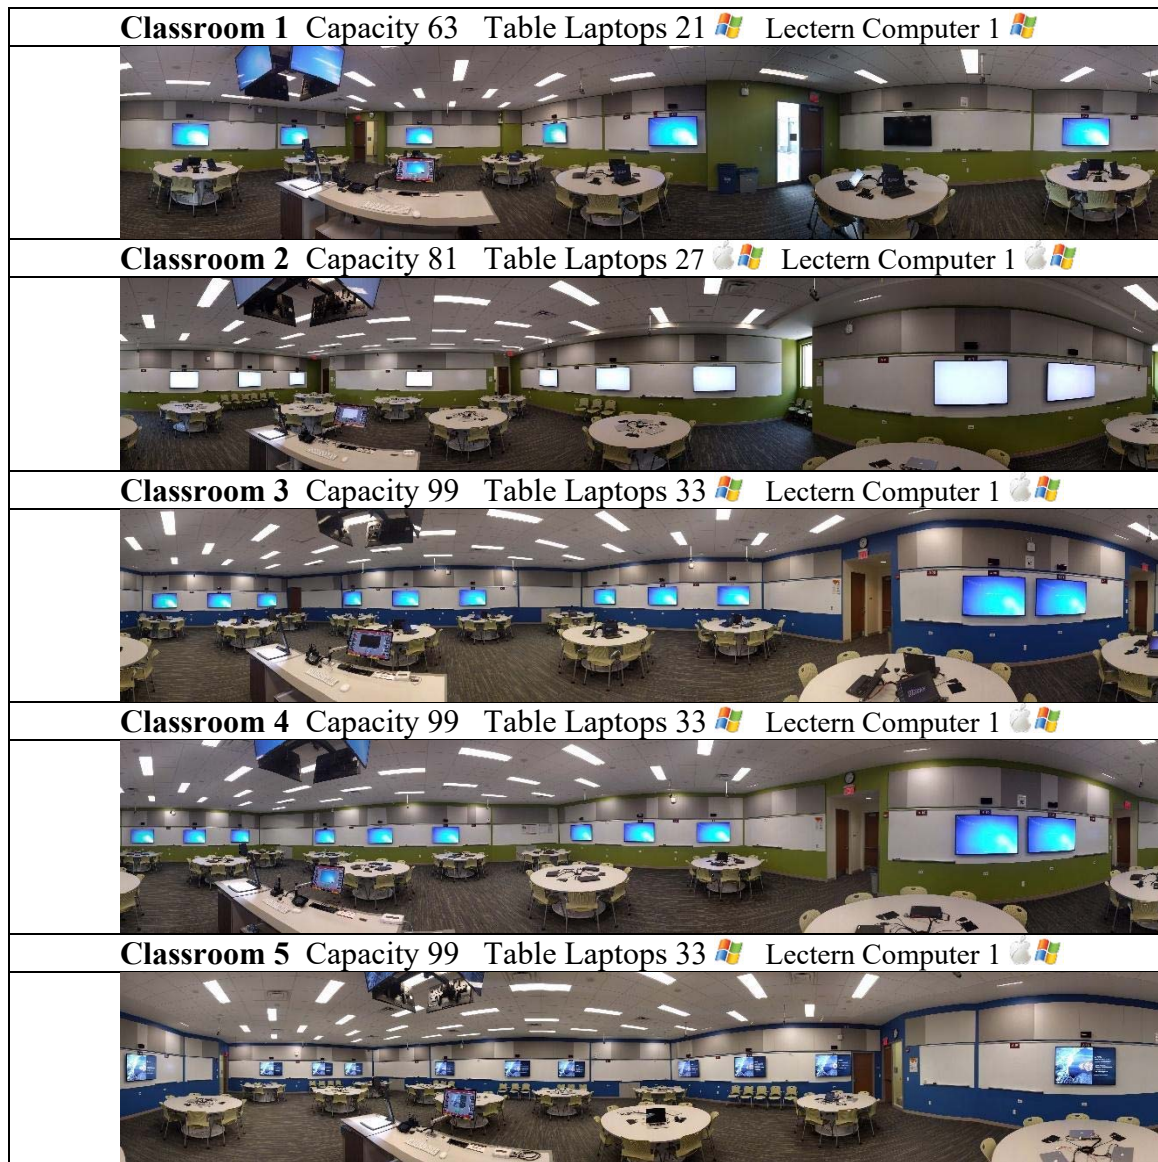 Classroom 1 Capacity 63 Table Laptops 21 Lectern Computer 1
Classroom 2 Capacity 81 Table Laptops 27 Lectern Computer 1
Classroom 3 Capacity 99 Table Laptops 33 Lectern Computer 1
Classroom 4 Capacity 99 Table Laptops 33 Lectern Computer 1
Classroom 5 Capacity 99 Table Laptops 33 Lectern Computer 1